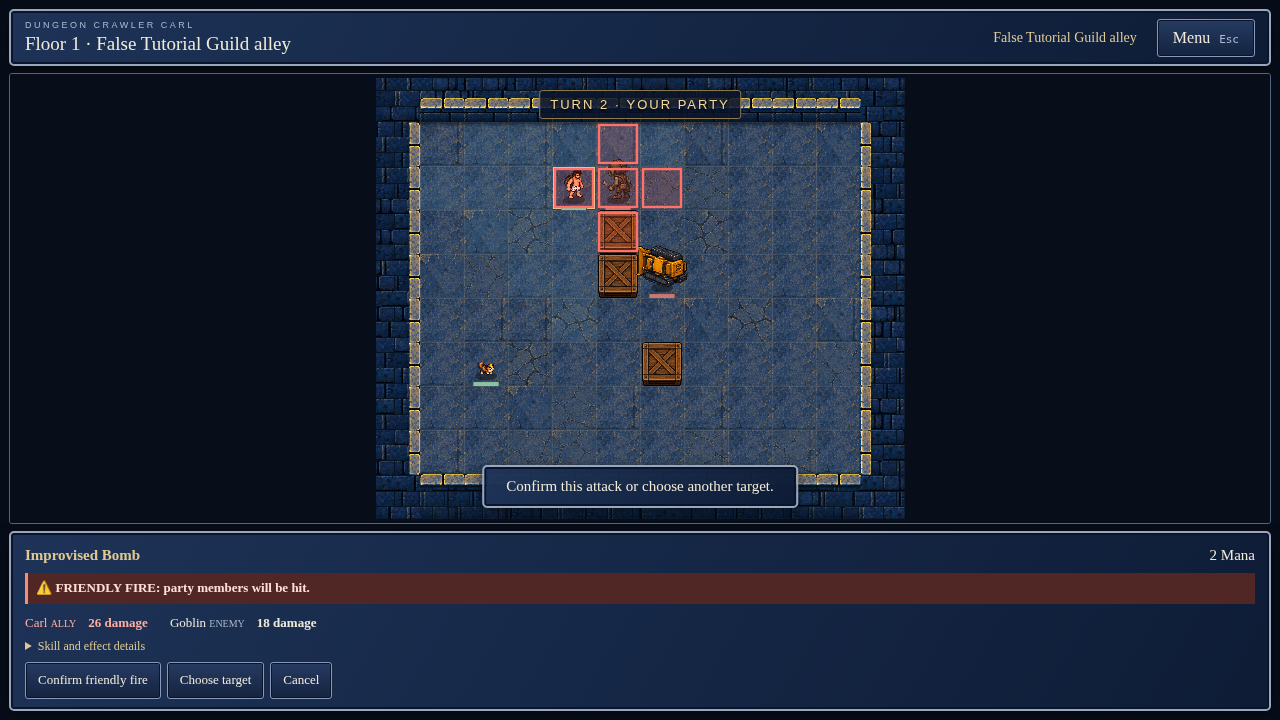 DUNGEON CRAWLER CARL
Floor 1 · False Tutorial Guild alley
False Tutorial Guild alley
Menu Esc
TURN 2 · YOUR PARTY
Confirm this attack or choose another target.
Improvised Bomb
2 Mana
⚠️ FRIENDLY FIRE: party members will be hit.
Carl ALLY 26 damage Goblin ENEMY 18 damage
▶ Skill and effect details
Confirm friendly fire
Choose target
Cancel